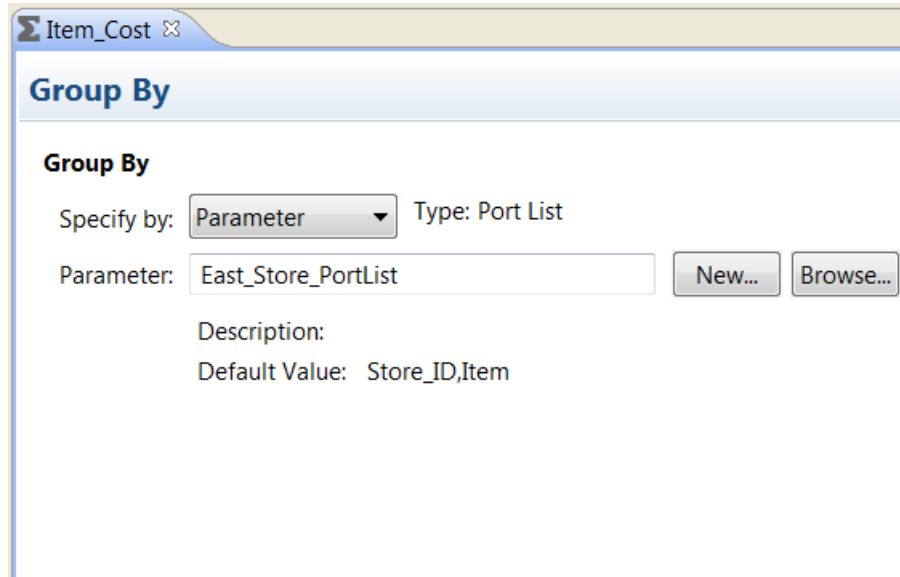 Item_Cost
Group By
Group By
Specify by: Parameter Type: Port List
Parameter: East_Store_PortList New... Browse...
Description:
Default Value: Store_ID,Item